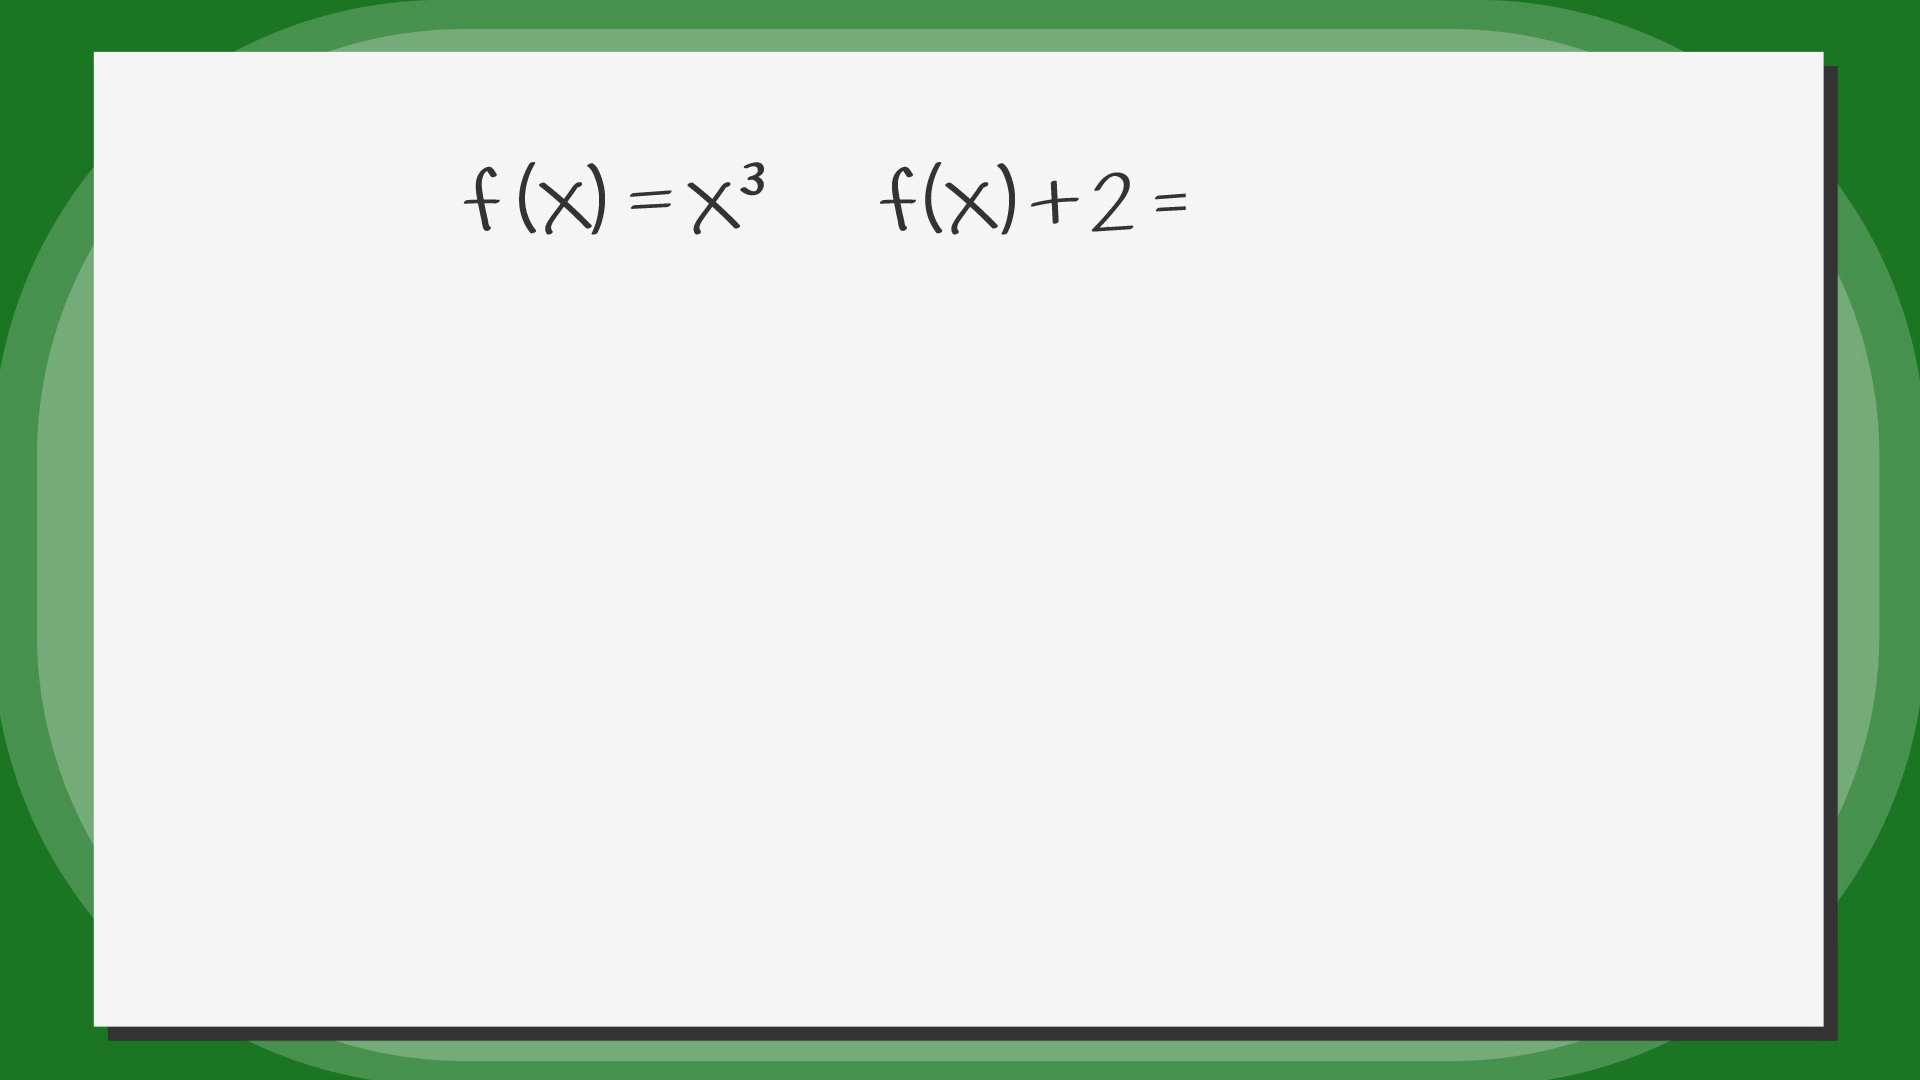 f(x) = x³ f(x) + 2 =